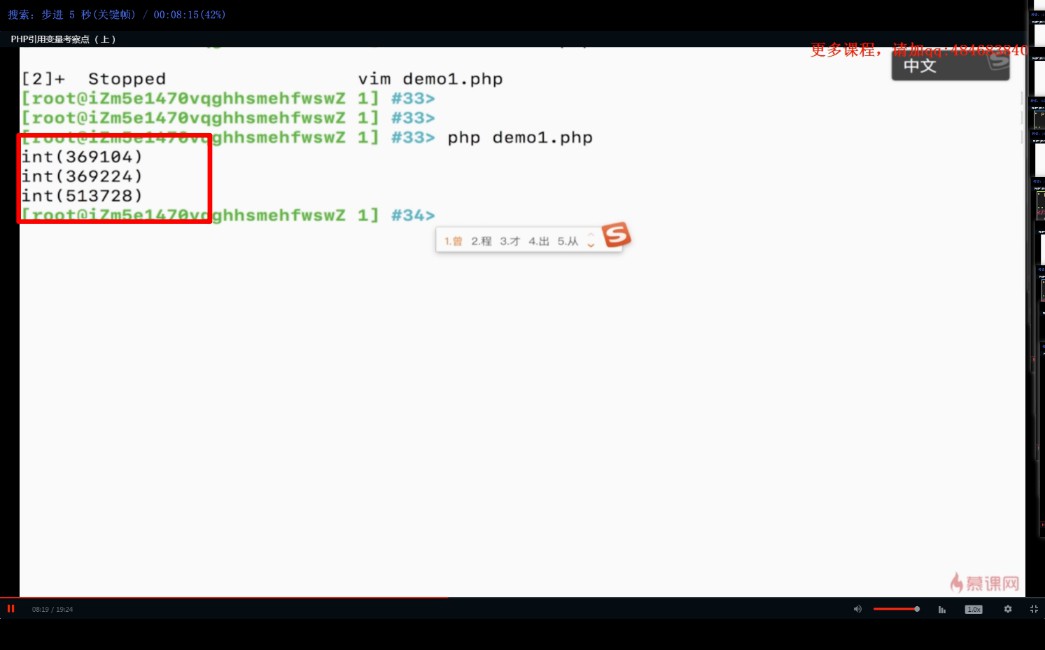 搜索: 步进 5 秒(关键帧) / 00:08:15(42%)
PHP引用变量考察点（上）
更多课程，请加qq:484682846
中文
[2]+  Stopped                 vim demo1.php
[root@iZm5e1470vqghhsmehfwswZ 1] #33>
[root@iZm5e1470vqghhsmehfwswZ 1] #33>
[root@iZm5e1470vqghhsmehfwswZ 1] #33> php demo1.php
int(369104)
int(369224)
int(513728)
[root@iZm5e1470vqghhsmehfwswZ 1] #34>
1.曾 2.程 3.才 4.出 5.从
慕课网
08:19 / 19:24
1.0x